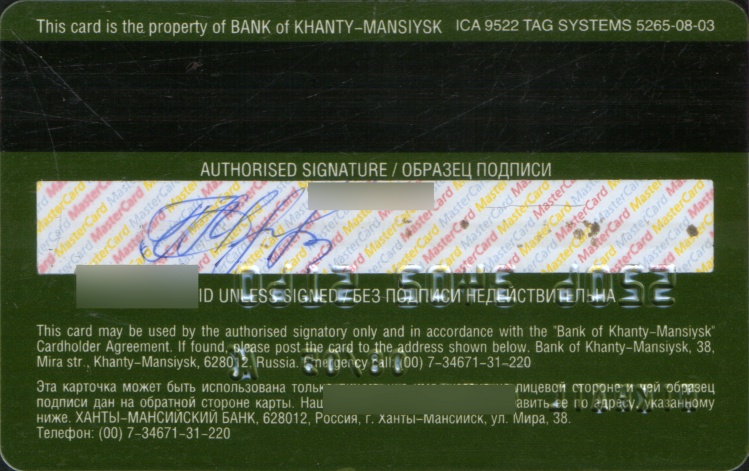 This card is the property of BANK of KHANTY–MANSIYSK ICA 9522 TAG SYSTEMS 5265-08-03
AUTHORISED SIGNATURE / ОБРАЗЕЦ ПОДПИСИ
MasterCard MasterCard MasterCard MasterCard
ID UNLESS SIGNED / БЕЗ ПОДПИСИ НЕДЕЙСТВИТЕЛЬНА
This card may be used by the authorised signatory only and in accordance with the "Bank of Khanty–Mansiysk"
Cardholder Agreement. If found, please post the card to the address shown below. Bank of Khanty–Mansiysk, 38,
Mira str., Khanty–Mansiysk, 628012, Russia. Emergency Call (00) 7–34671–31–220
Эта карточка может быть использована только лицевой стороне и чей образец
подписи дан на обратной стороне карты. по адресу, указанному
ниже. ХАНТЫ–МАНСИЙСКИЙ БАНК, 628012, Россия, г. Ханты–Мансийск, ул. Мира, 38.
Телефон: (00) 7–34671–31–220